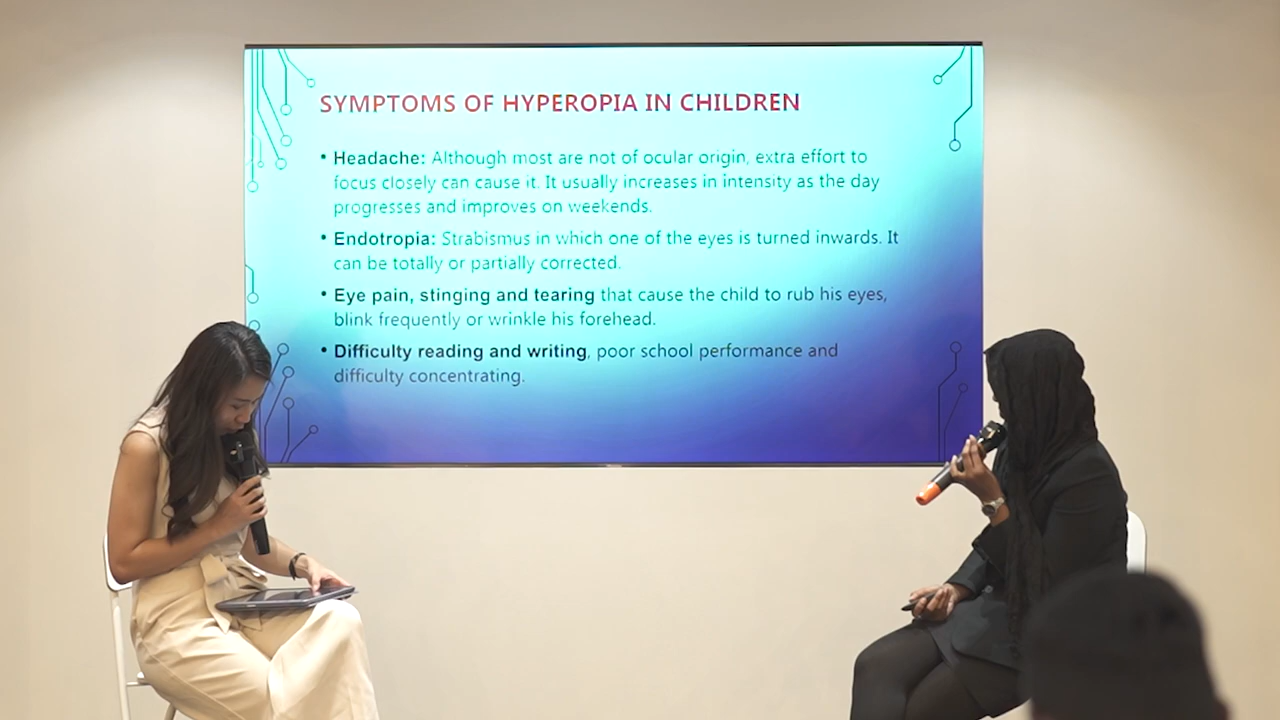 SYMPTOMS OF HYPEROPIA IN CHILDREN
• Headache: Although most are not of ocular origin, extra effort to
focus closely can cause it. It usually increases in intensity as the day
progresses and improves on weekends.
• Endotropia: Strabismus in which one of the eyes is turned inwards. It
can be totally or partially corrected.
• Eye pain, stinging and tearing that cause the child to rub his eyes,
blink frequently or wrinkle his forehead.
• Difficulty reading and writing, poor school performance and
difficulty concentrating.